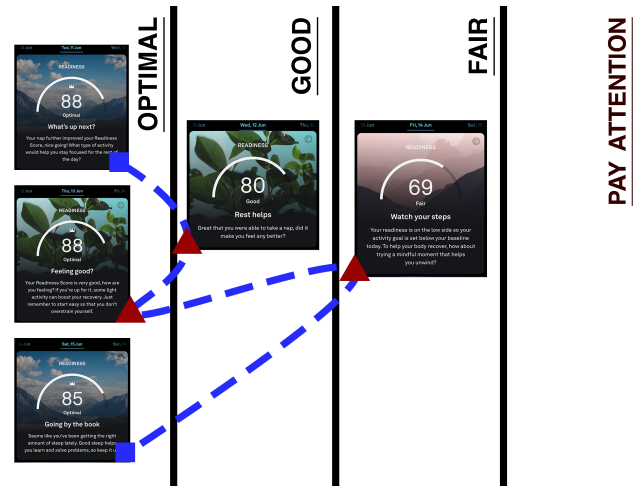 OPTIMAL
GOOD
FAIR
PAY ATTENTION
Tue, 11 Jun
READINESS
88
Optimal
What's up next?
Your nap further improved your Readiness
Score, nice going! What type of activity
would help you stay focused for the rest of
the day?
Wed, 12 Jun
READINESS
80
Good
Rest helps
Great that you were able to take a nap, did it
make you feel any better?
Fri, 14 Jun
READINESS
69
Fair
Watch your steps
Your readiness is on the low side so your
activity goal is set below your baseline
today. To help your body recover, how about
trying a mindful moment that helps
you unwind?
Thu, 13 Jun
READINESS
88
Optimal
Feeling good?
Your Readiness Score is very good, how are
you feeling? If you're up for it, some light
activity can boost your recovery. Just
remember to start easy so that you don't
overstrain yourself.
Sat, 15 Jun
READINESS
85
Optimal
Going by the book
Seems like you've been getting the right
amount of sleep lately. Good sleep helps
you learn and solve problems, so keep it